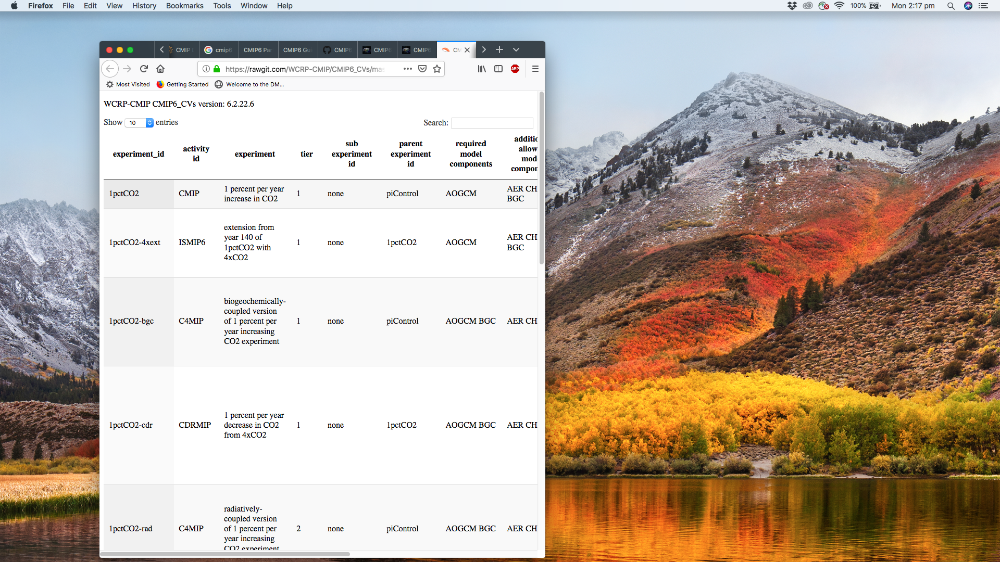 Firefox File Edit View History Bookmarks Tools Window Help 100% Mon 2:17 pm
CMIP cmip6 CMIP6 Par CMIP6 Gu CMIP6 CMIP6 CMIP6 CM
https://rawgit.com/WCRP-CMIP/CMIP6_CVs/mas ABP
Most Visited Getting Started Welcome to the DM...
WCRP-CMIP CMIP6_CVs version: 6.2.22.6
Show 10 entries Search:
experiment_id activity id experiment tier sub experiment id parent experiment id required model components additio allow mod compon
1pctCO2 CMIP 1 percent per year increase in CO2 1 none piControl AOGCM AER CH BGC
1pctCO2-4xext ISMIP6 extension from year 140 of 1pctCO2 with 4xCO2 1 none 1pctCO2 AOGCM AER CH BGC
1pctCO2-bgc C4MIP biogeochemically-coupled version of 1 percent per year increasing CO2 experiment 1 none piControl AOGCM BGC AER CH
1pctCO2-cdr CDRMIP 1 percent per year decrease in CO2 from 4xCO2 1 none 1pctCO2 AOGCM BGC AER CH
1pctCO2-rad C4MIP radiatively-coupled version of 1 percent per year increasing CO2 experiment 2 none piControl AOGCM BGC AER CH